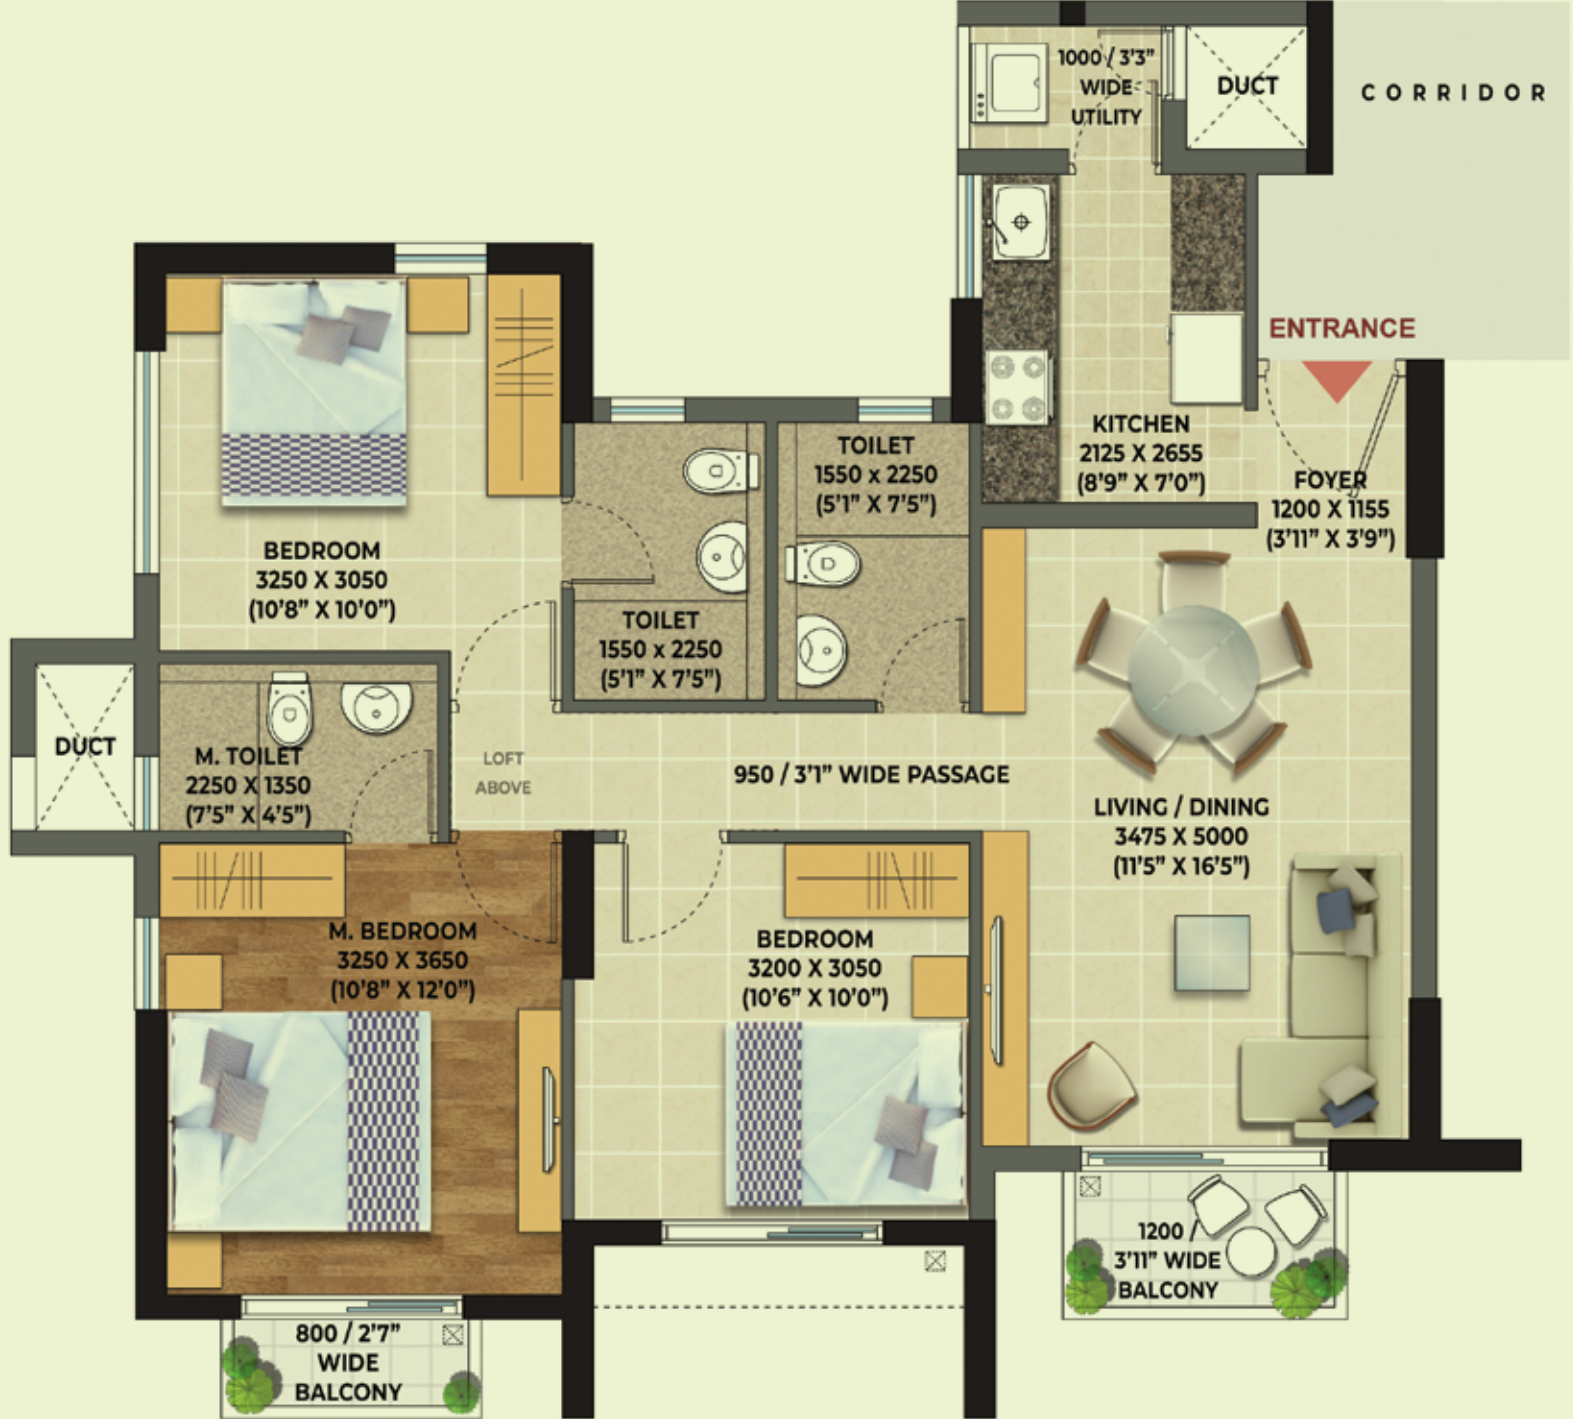 1000 / 3'3"
WIDE
UTILITY
DUCT
CORRIDOR
ENTRANCE
KITCHEN
2125 X 2655
(8'9" X 7'0")
FOYER
1200 X 1155
(3'11" X 3'9")
TOILET
1550 x 2250
(5'1" X 7'5")
BEDROOM
3250 X 3050
(10'8" X 10'0")
TOILET
1550 x 2250
(5'1" X 7'5")
DUCT
M. TOILET
2250 X 1350
(7'5" X 4'5")
LOFT
ABOVE
950 / 3'1" WIDE PASSAGE
LIVING / DINING
3475 X 5000
(11'5" X 16'5")
M. BEDROOM
3250 X 3650
(10'8" X 12'0")
BEDROOM
3200 X 3050
(10'6" X 10'0")
1200 /
3'11" WIDE
BALCONY
800 / 2'7"
WIDE
BALCONY